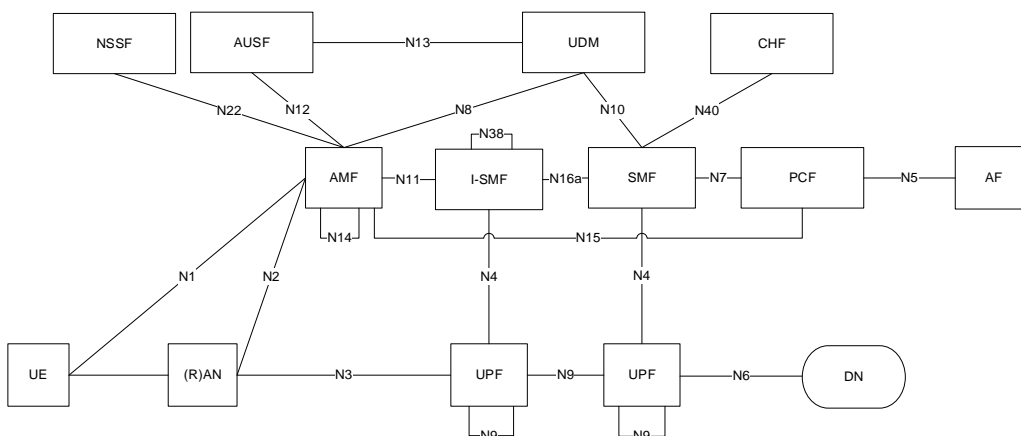 NSSF
AUSF
N13
UDM
CHF
N22
N12
N8
N10
N40
N38
AMF
N11
I-SMF
N16a
SMF
N7
PCF
N5
AF
N14
N15
N1
N2
N4
N4
UE
(R)AN
N3
UPF
N9
UPF
N6
DN
N9
N9